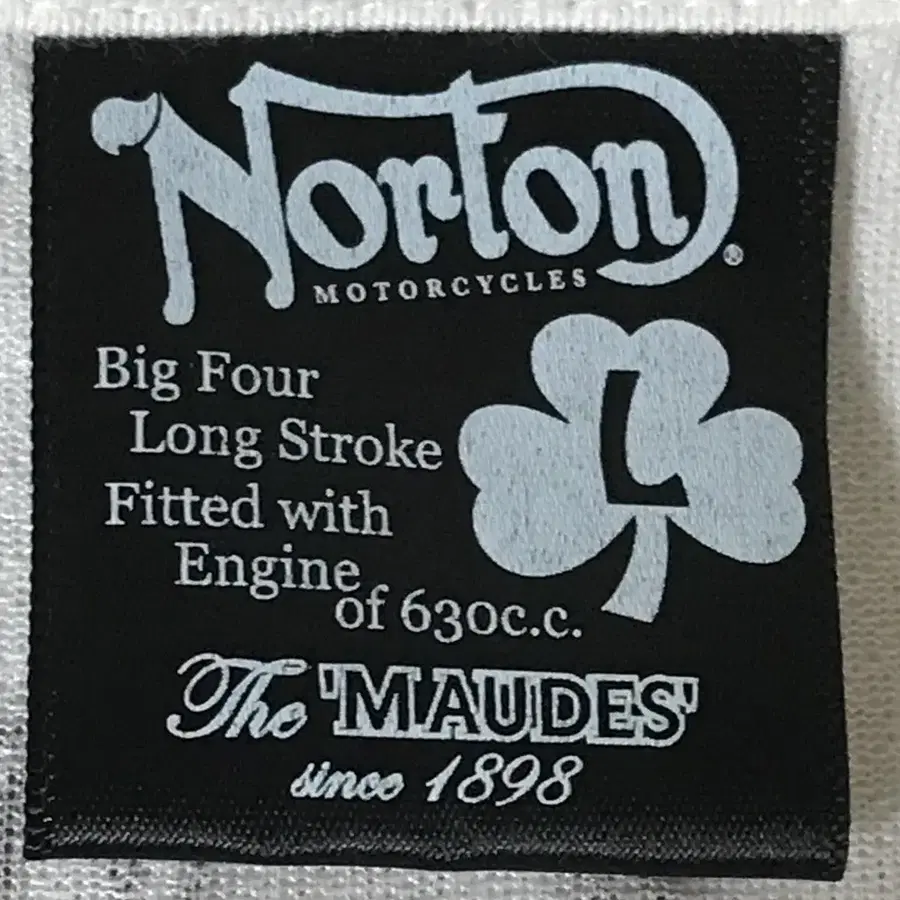 Norton®
MOTORCYCLES
Big Four
Long Stroke
Fitted with
Engine
of 630c.c.
L
The 'MAUDES'
since 1898